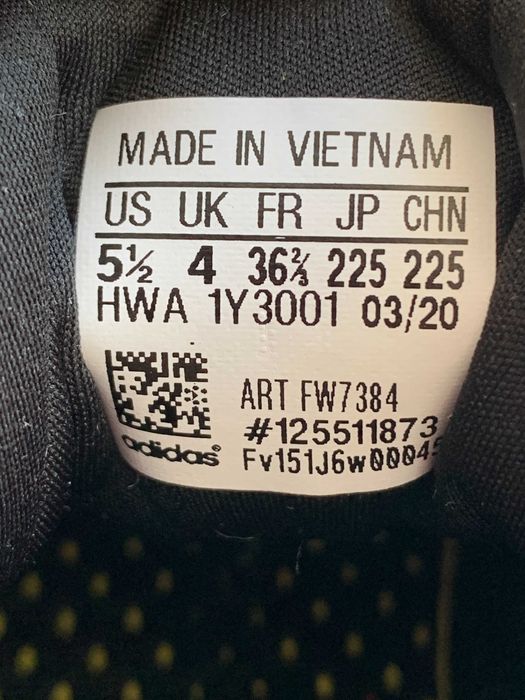 MADE IN VIETNAM
US UK FR JP CHN
5½ 4 36⅔ 225 225
HWA 1Y3001 03/20
ART FW7384
#125511873
adidas®